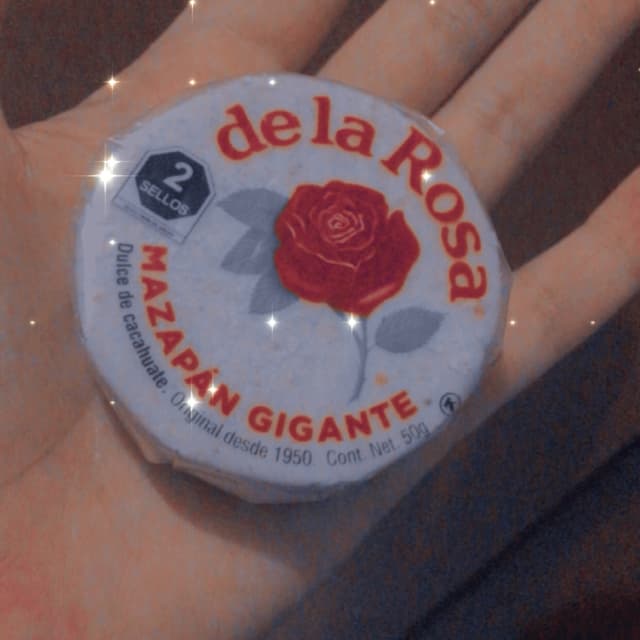 de la Rosa
2
SELLOS
MAZAPÁN GIGANTE
Dulce de cacahuate. Original desde 1950 Cont. Net. 50g